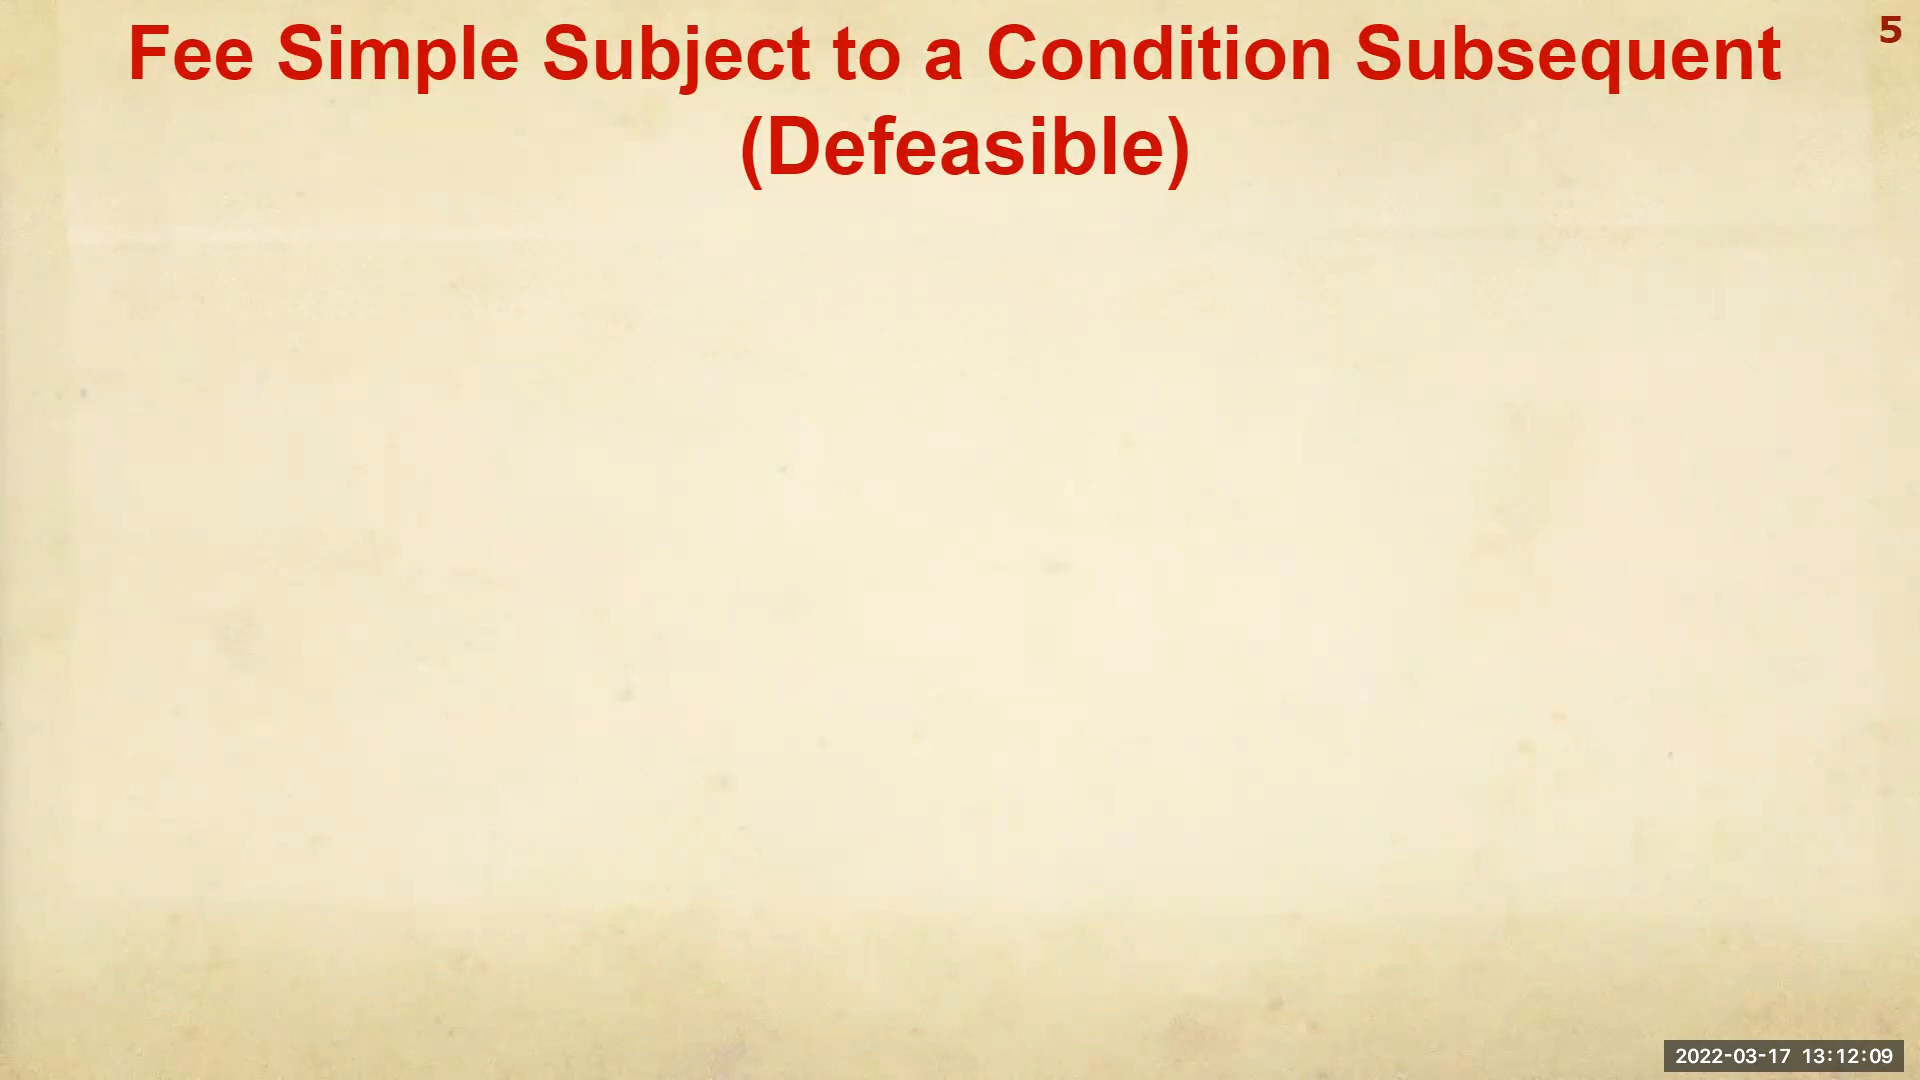 Fee Simple Subject to a Condition Subsequent
(Defeasible)
5
2022-03-17 13:12:09